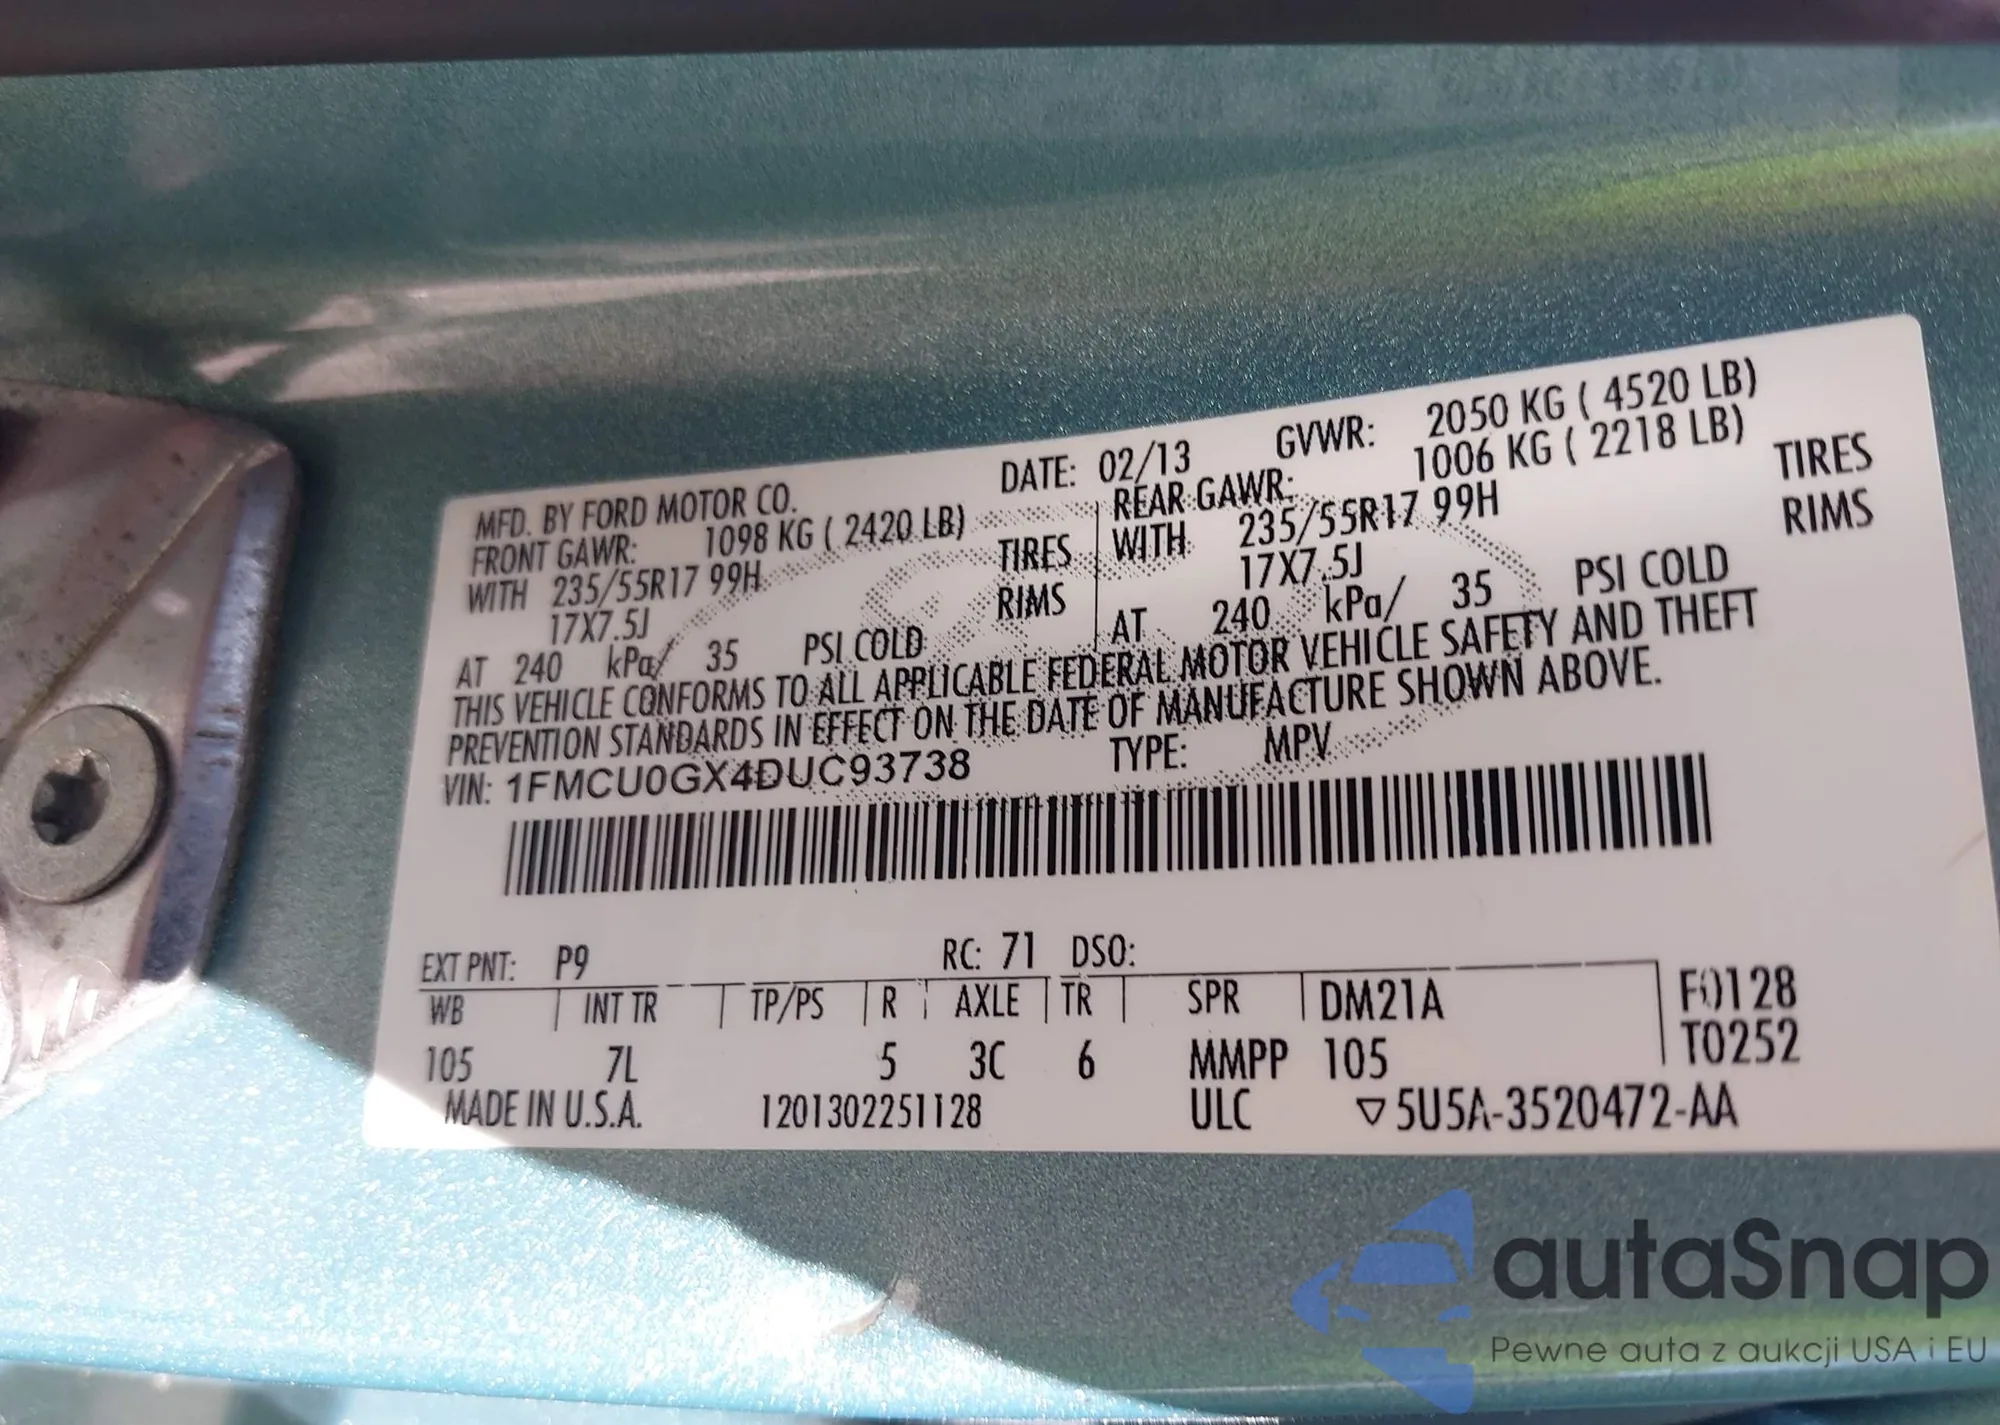 MFD. BY FORD MOTOR CO.
DATE: 02/13
GVWR: 2050 KG ( 4520 LB)
FRONT GAWR: 1098 KG ( 2420 LB)
WITH 235/55R17 99H TIRES
17X7.5J RIMS
AT 240 kPa/ 35 PSI COLD
REAR GAWR: 1006 KG ( 2218 LB)
WITH 235/55R17 99H TIRES
17X7.5J RIMS
AT 240 kPa/ 35 PSI COLD
THIS VEHICLE CONFORMS TO ALL APPLICABLE FEDERAL MOTOR VEHICLE SAFETY AND THEFT
PREVENTION STANDARDS IN EFFECT ON THE DATE OF MANUFACTURE SHOWN ABOVE.
VIN: 1FMCU0GX4DUC93738 TYPE: MPV
EXT PNT: P9 RC: 71 DSO:
WB INT TR TP/PS R AXLE TR SPR DM21A F0128
105 7L 5 3C 6 MMPP 105 T0252
MADE IN U.S.A. 1201302251128 ULC ▽5U5A-3520472-AA
autaSnap
Pewne auta z aukcji USA i EU